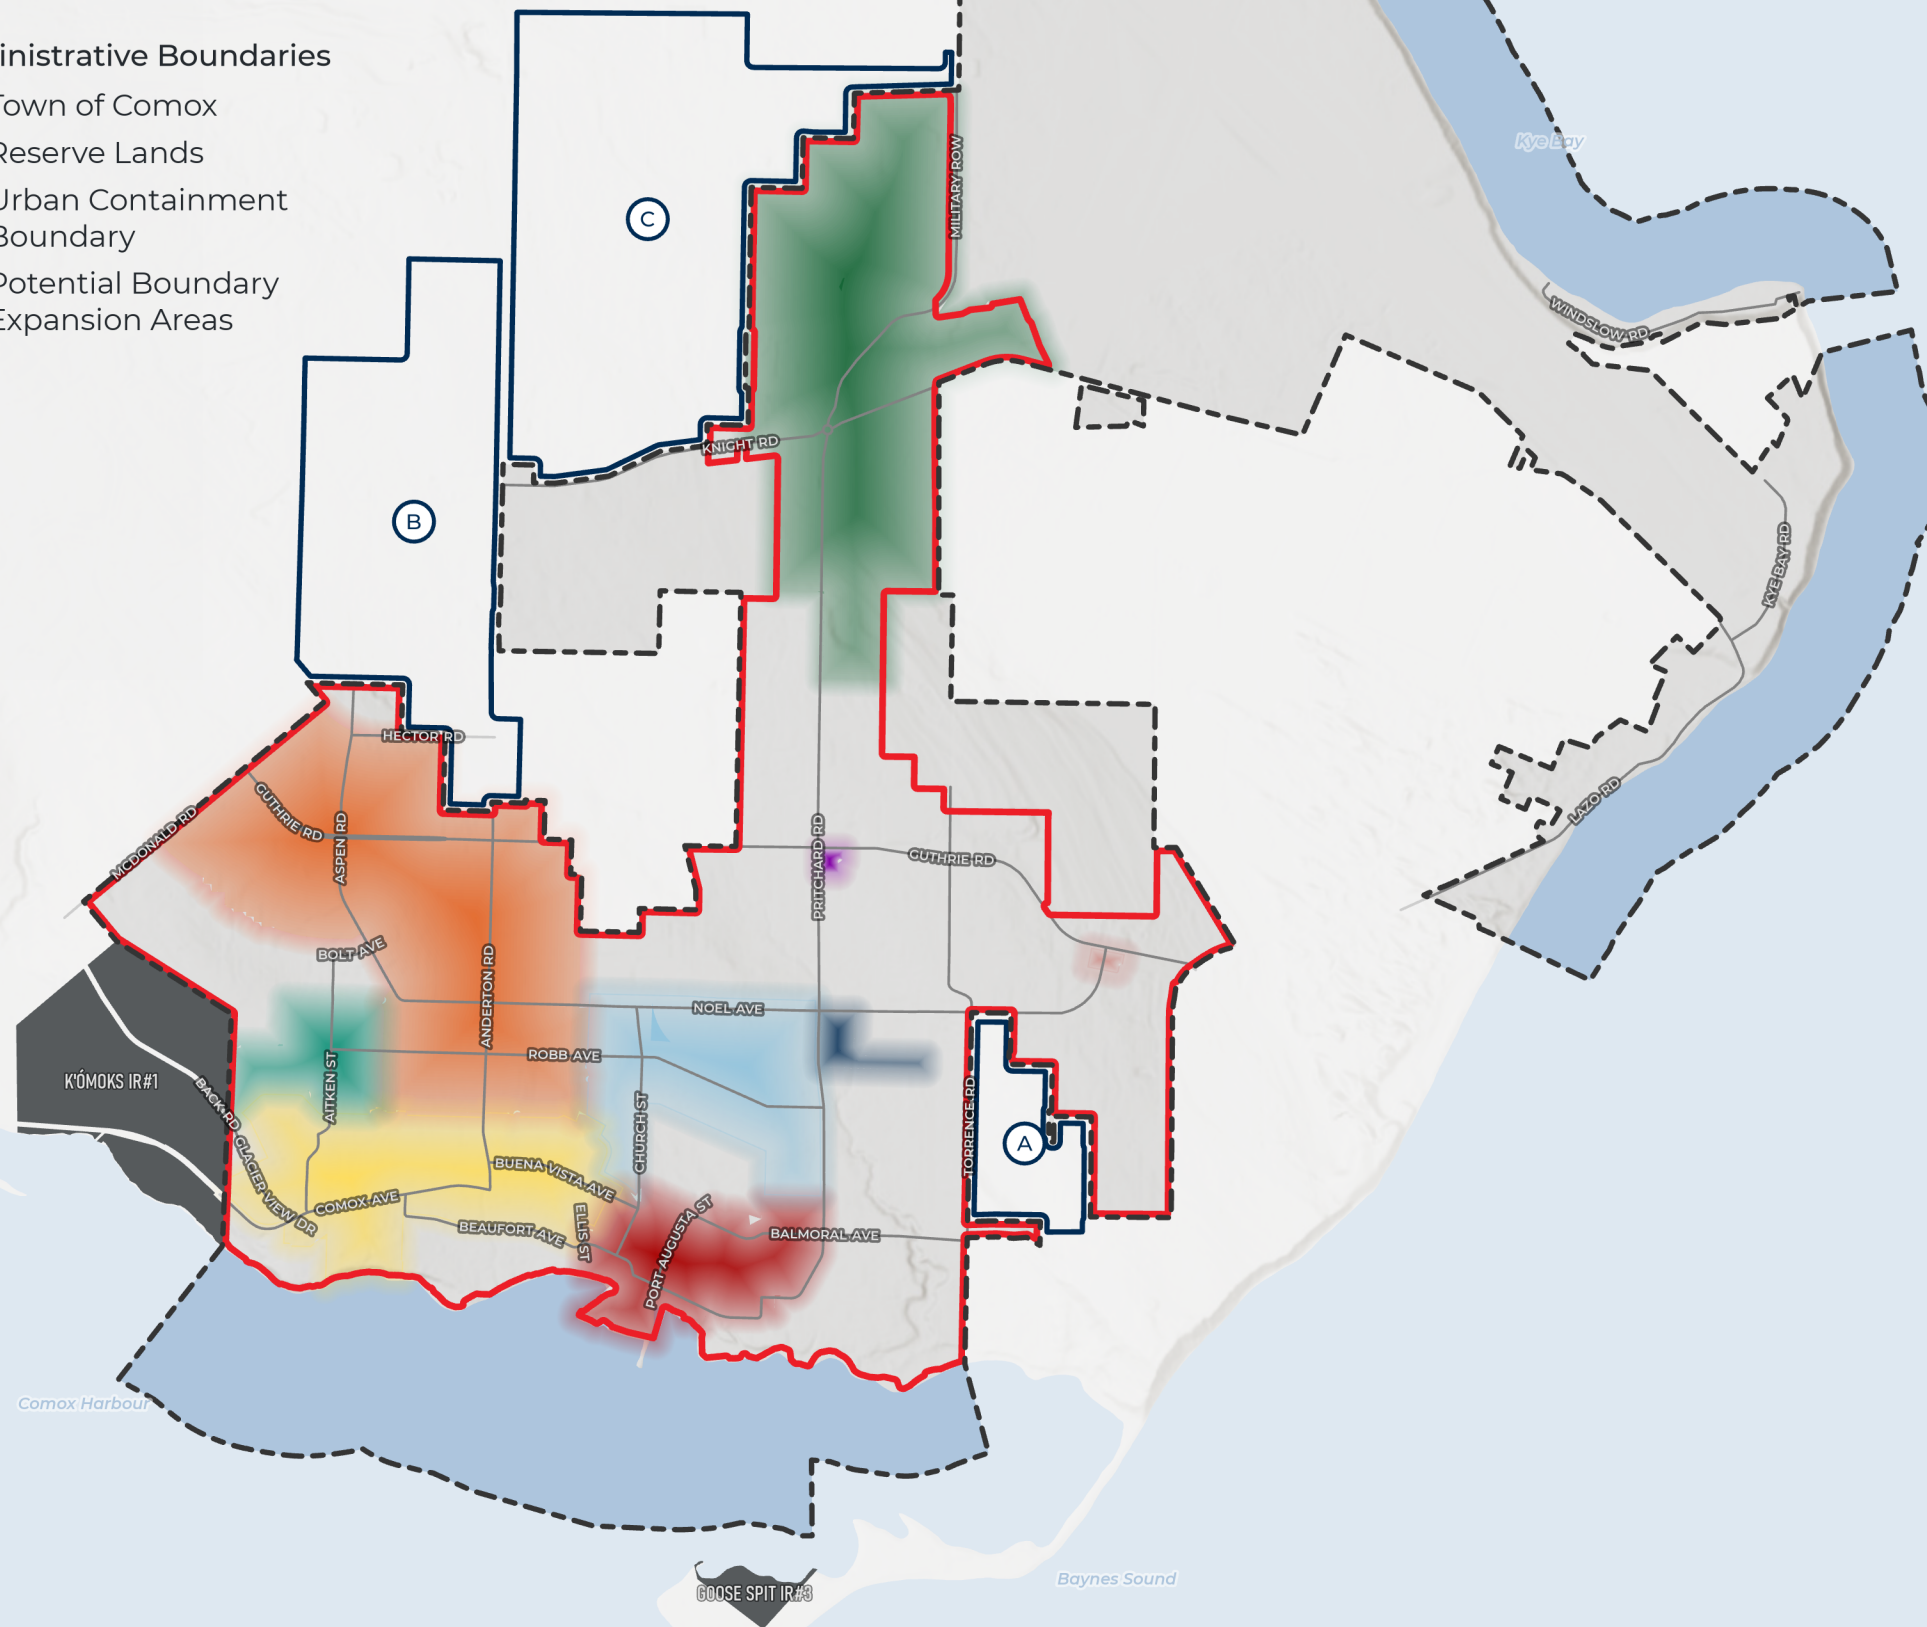 inistrative Boundaries
Town of Comox
Reserve Lands
Urban Containment
Boundary
Potential Boundary
Expansion Areas
C
MILITARY ROW
Kye Bay
WINDSLOW RD
KNIGHT RD
B
KYE BAY RD
HECTOR RD
GUTHRIE RD
MCDONALD RD
ASPEN RD
PRITCHARD RD
GUTHRIE RD
LAZO RD
BOLT AVE
ANDERTON RD
NOEL AVE
ROBB AVE
K'ÓMOKS IR#1
BACK RD
AITKEN ST
CHURCH ST
TORRENCE RD
A
GLACIER VIEW DR
COMOX AVE
BUENA VISTA AVE
BEAUFORT AVE
ELLIS ST
PORT AUGUSTA ST
BALMORAL AVE
Comox Harbour
Baynes Sound
GOOSE SPIT IR#3